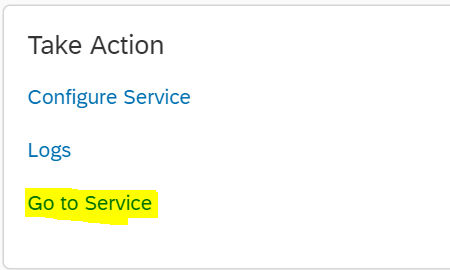 Take Action
Configure Service
Logs
Go to Service